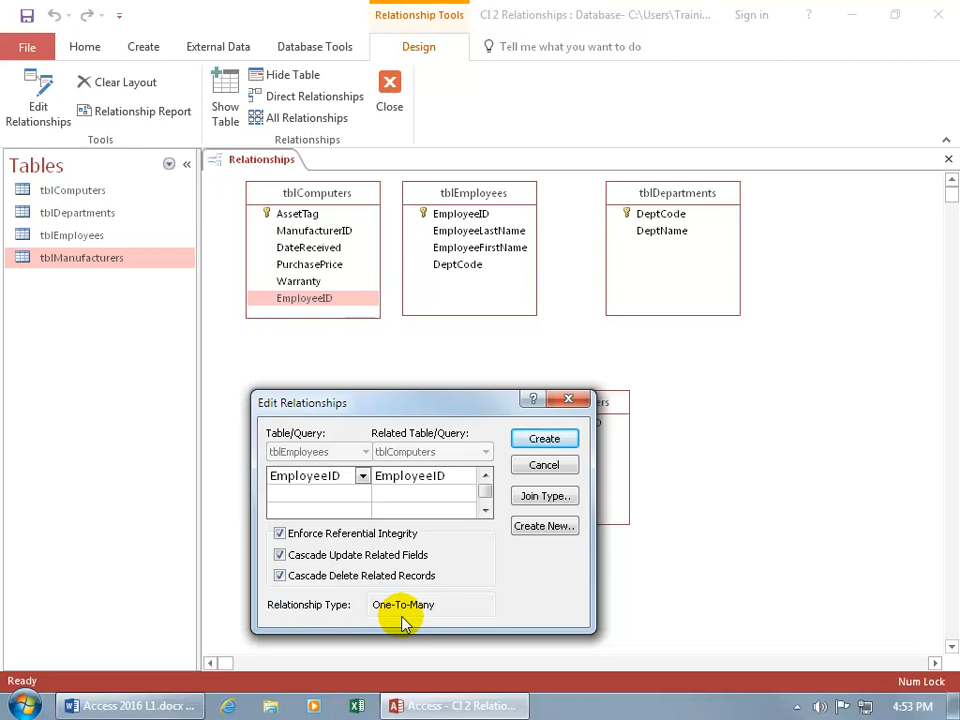 Relationship Tools
CI 2 Relationships : Database- C:\Users\Traini...
Sign in
?
File
Home
Create
External Data
Database Tools
Design
Tell me what you want to do
Edit
Relationships
Clear Layout
Relationship Report
Tools
Show
Table
Hide Table
Direct Relationships
All Relationships
Relationships
Close
Tables
tblComputers
tblDepartments
tblEmployees
tblManufacturers
Relationships
tblComputers
AssetTag
ManufacturerID
DateReceived
PurchasePrice
Warranty
EmployeeID
tblEmployees
EmployeeID
EmployeeLastName
EmployeeFirstName
DeptCode
tblDepartments
DeptCode
DeptName
ers
D
Edit Relationships
?
Table/Query:
Related Table/Query:
tblEmployees
tblComputers
EmployeeID
EmployeeID
Enforce Referential Integrity
Cascade Update Related Fields
Cascade Delete Related Records
Relationship Type:
One-To-Many
Create
Cancel
Join Type..
Create New..
Ready
Num Lock
Access 2016 L1.docx ...
Access - CI 2 Relatio...
4:53 PM